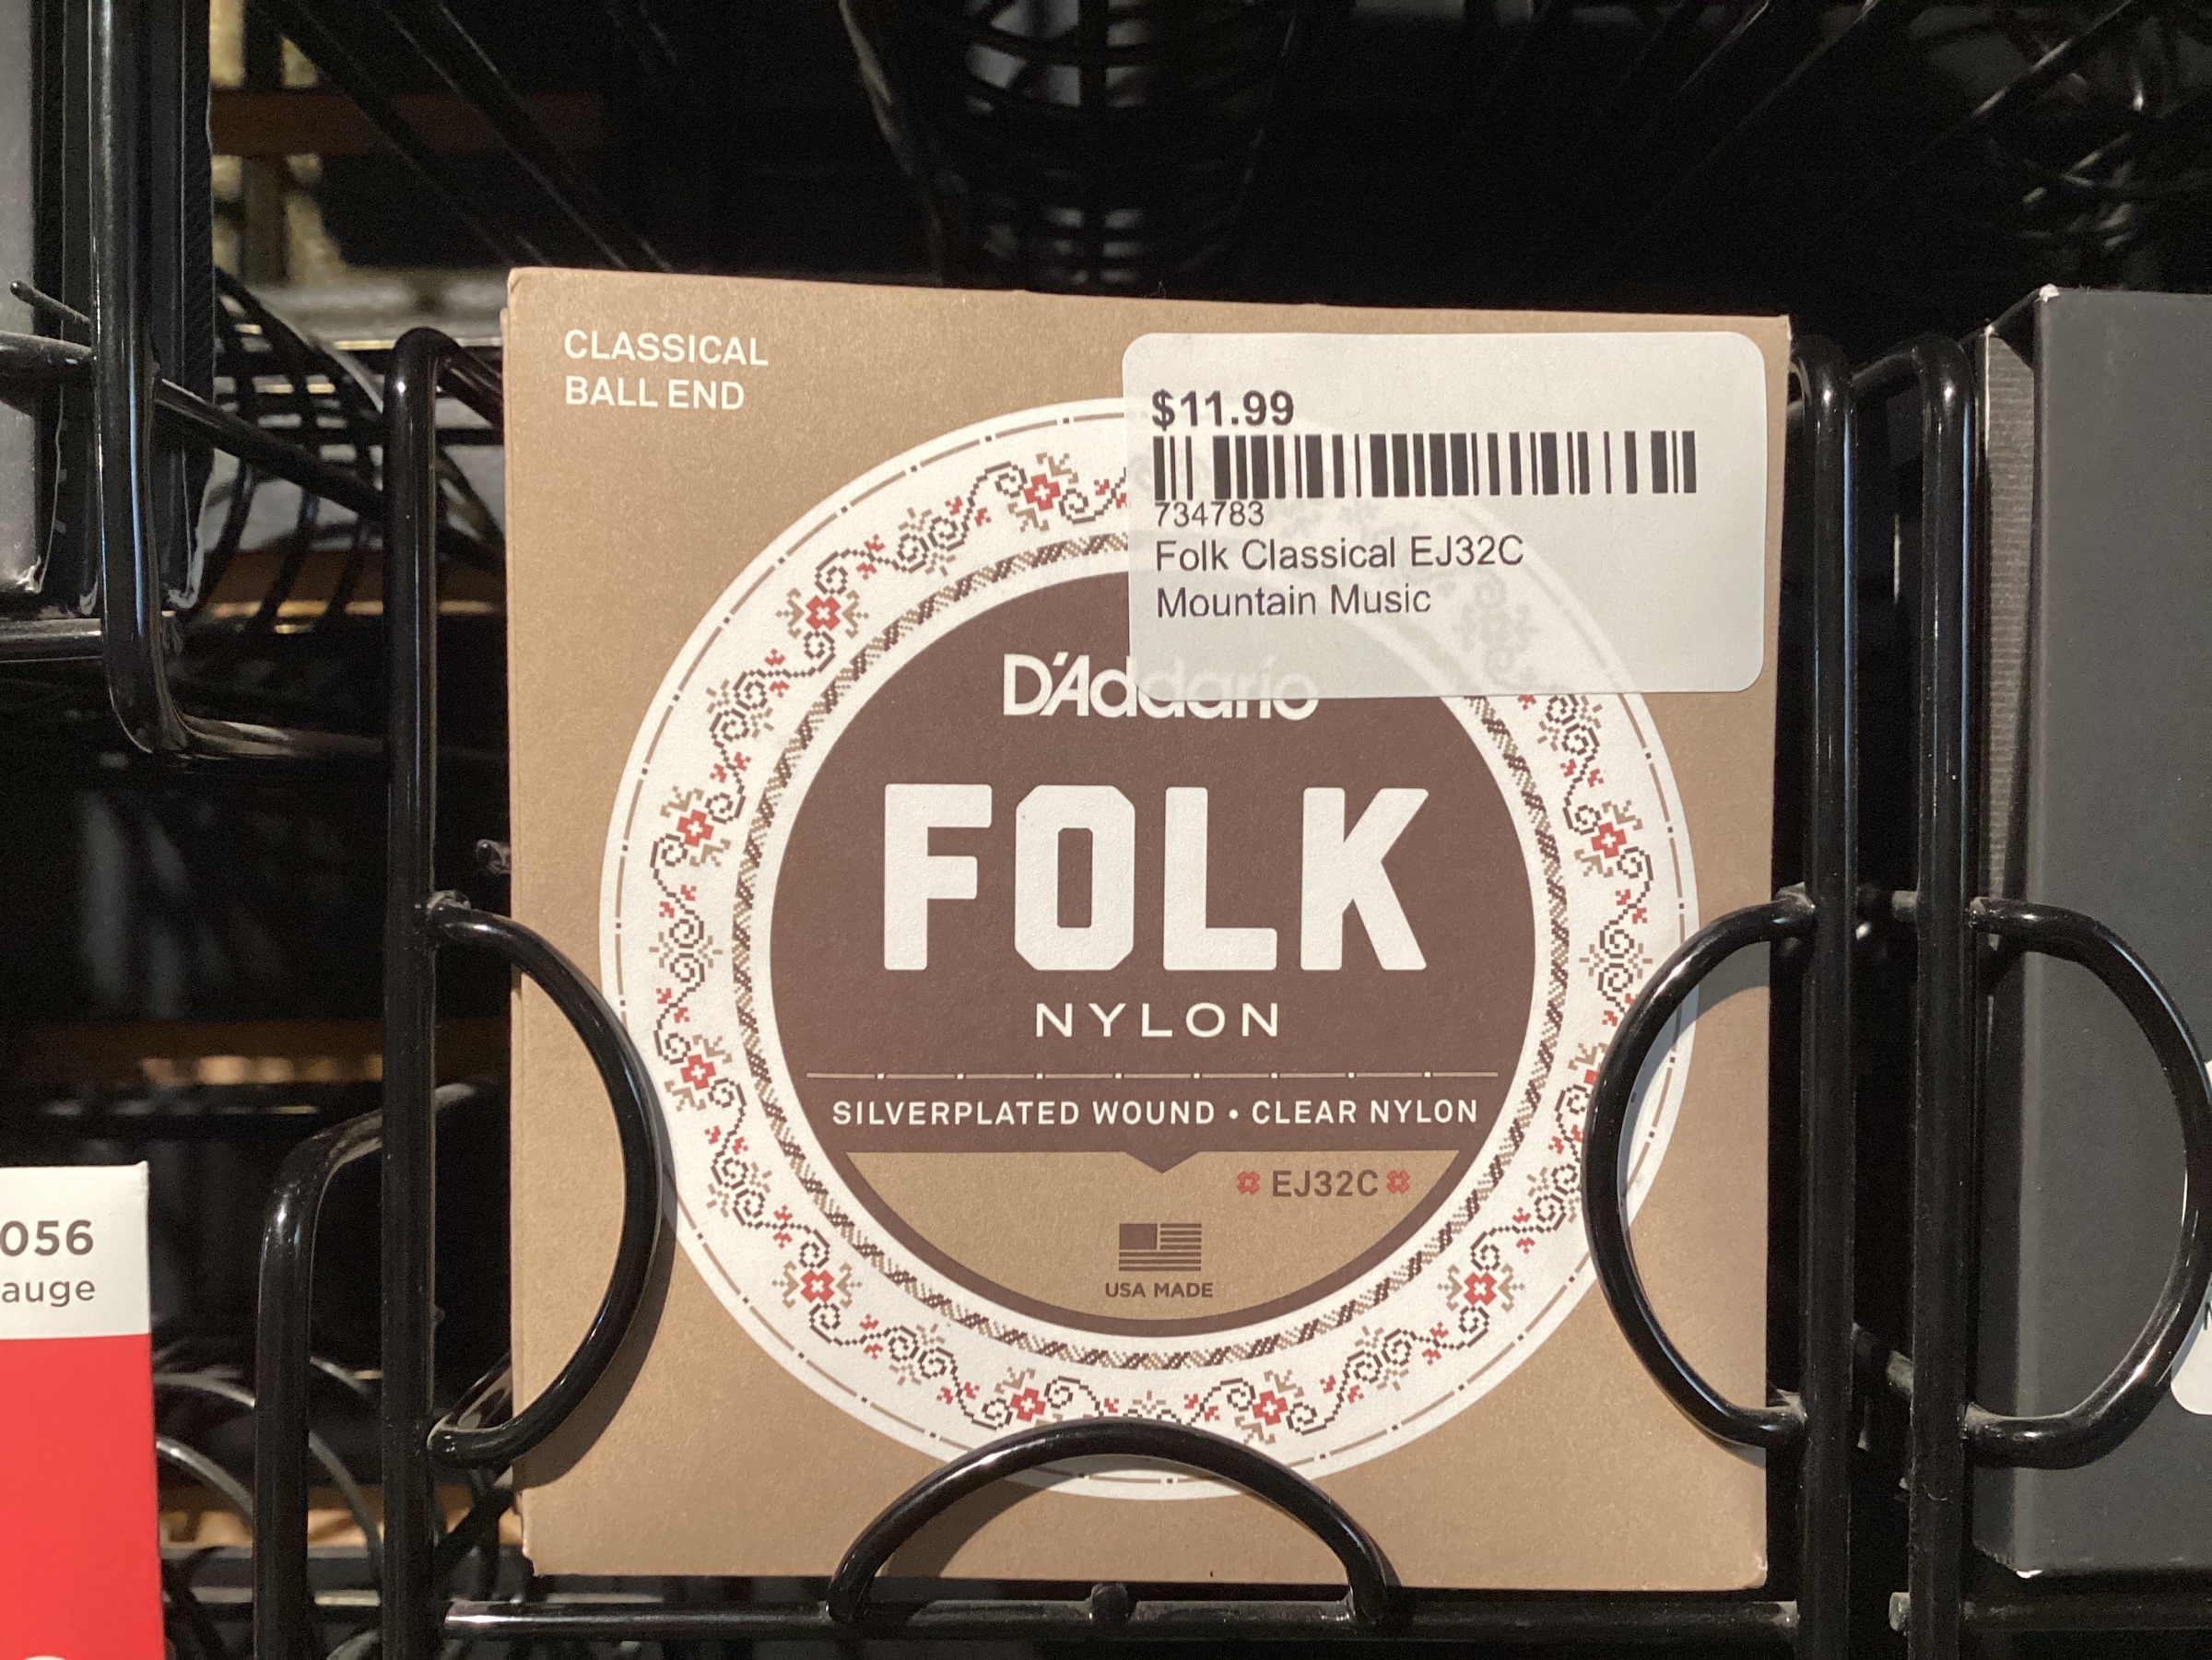 CLASSICAL
BALL END
$11.99
734783
Folk Classical EJ32C
Mountain Music
D'Addario
FOLK
NYLON
SILVERPLATED WOUND • CLEAR NYLON
EJ32C
USA MADE
056
auge